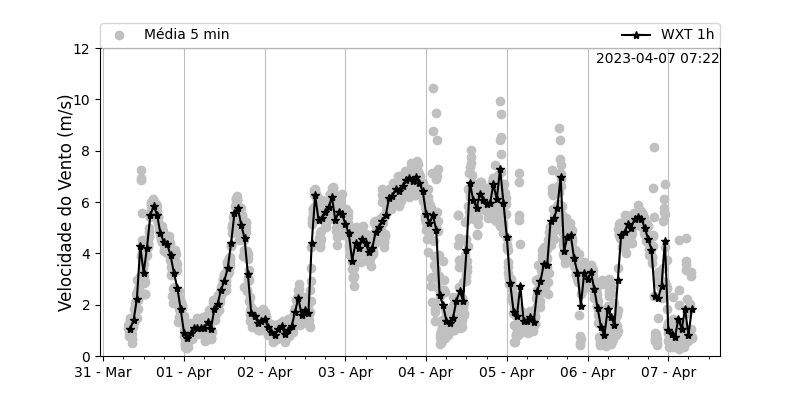 Média 5 min
WXT 1h
2023-04-07 07:22
Velocidade do Vento (m/s)
12
10
8
6
4
2
0
31 - Mar
01 - Apr
02 - Apr
03 - Apr
04 - Apr
05 - Apr
06 - Apr
07 - Apr